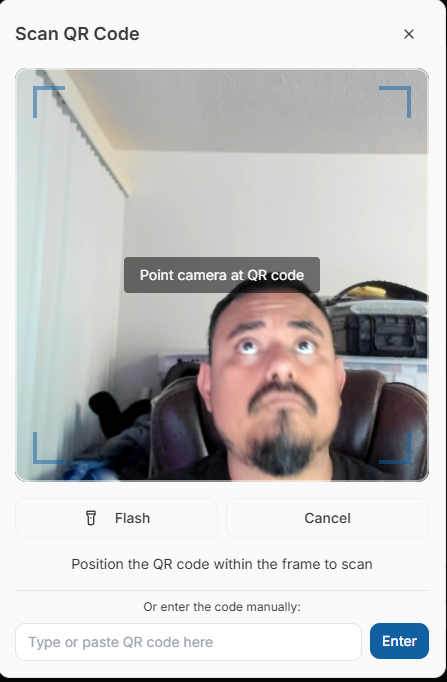 Scan QR Code
Point camera at QR code
Flash
Cancel
Position the QR code within the frame to scan
Or enter the code manually:
Type or paste QR code here
Enter